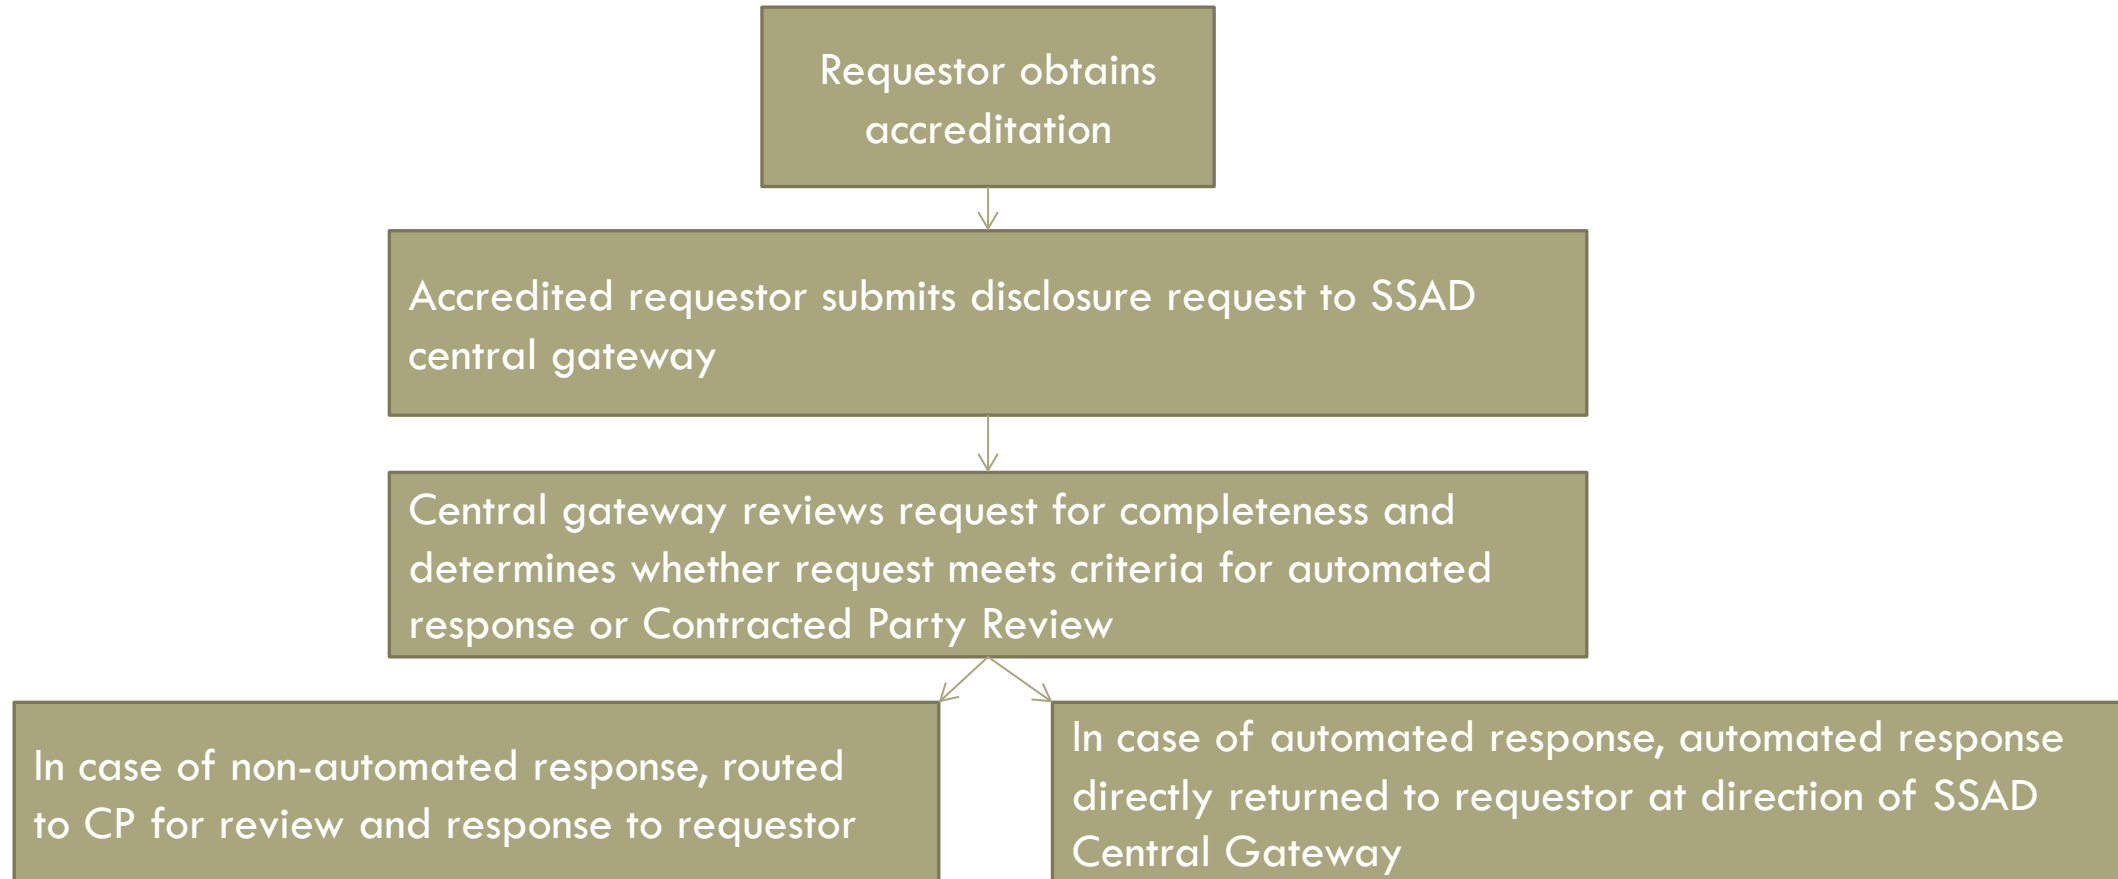 Requestor obtains
accreditation
Accredited requestor submits disclosure request to SSAD
central gateway
Central gateway reviews request for completeness and
determines whether request meets criteria for automated
response or Contracted Party Review
In case of non-automated response, routed
to CP for review and response to requestor
In case of automated response, automated response
directly returned to requestor at direction of SSAD
Central Gateway